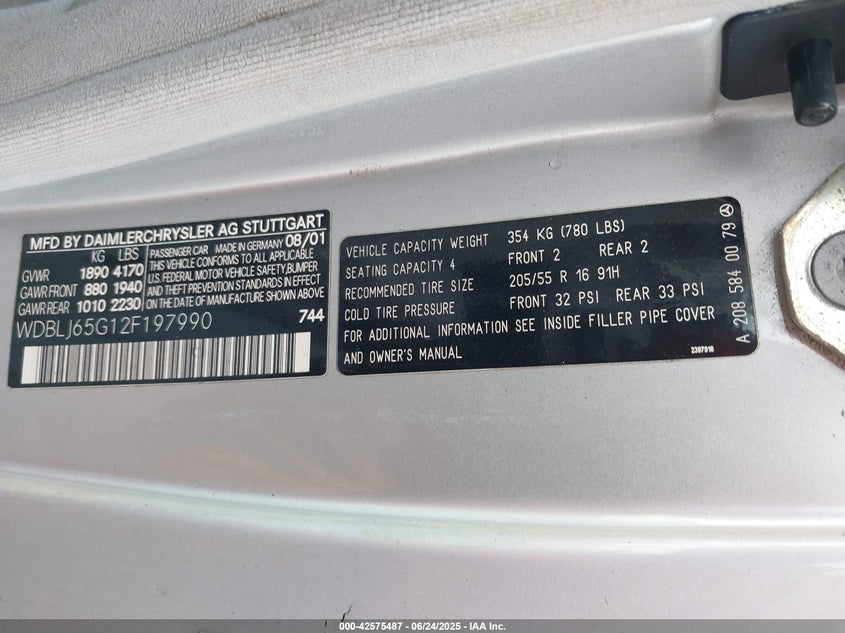 MFD BY DAIMLERCHRYSLER AG STUTTGART
KG LBS
GVWR 1890 4170
GAWR FRONT 880 1940
GAWR REAR 1010 2230
PASSENGER CAR MADE IN GERMANY 08/01
THIS VEHICLE CONFORMS TO ALL APPLICABLE
U.S. FEDERAL MOTOR VEHICLE SAFETY, BUMPER
AND THEFT PREVENTION STANDARDS IN EFFECT
ON THE DATE OF MANUFACTURE SHOWN ABOVE
WDBLJ65G12F197990 744
VEHICLE CAPACITY WEIGHT 354 KG (780 LBS)
SEATING CAPACITY 4 FRONT 2 REAR 2
RECOMMENDED TIRE SIZE 205/55 R 16 91H
COLD TIRE PRESSURE FRONT 32 PSI REAR 33 PSI
FOR ADDITIONAL INFORMATION SEE INSIDE FILLER PIPE COVER
AND OWNER'S MANUAL
A 208 584 00 79
000-42575487 - 06/24/2025 - IAA Inc.